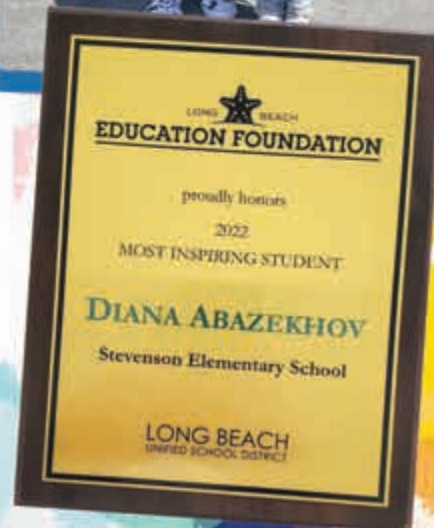 LONG BEACH
EDUCATION FOUNDATION
proudly honors
2022
MOST INSPIRING STUDENT
DIANA ABAZEKHOV
Stevenson Elementary School
LONG BEACH
UNIFIED SCHOOL DISTRICT